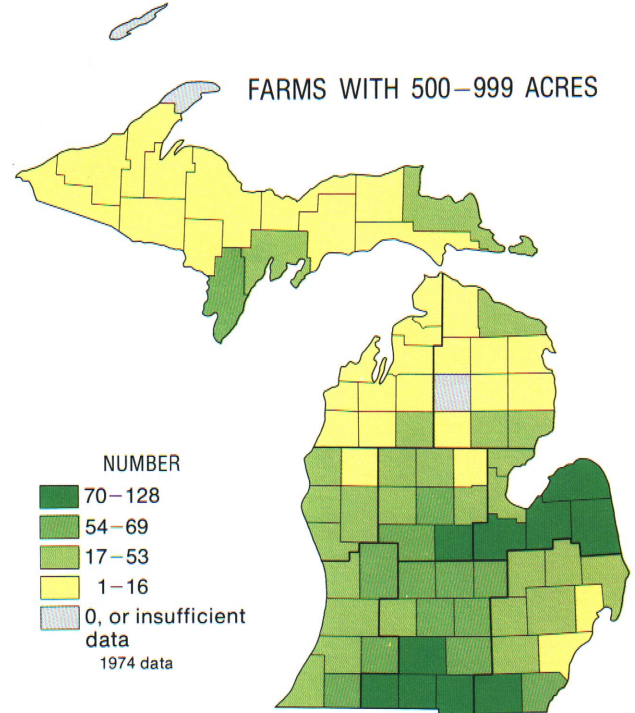 FARMS WITH 500–999 ACRES
NUMBER
70–128
54–69
17–53
1–16
0, or insufficient
data
1974 data